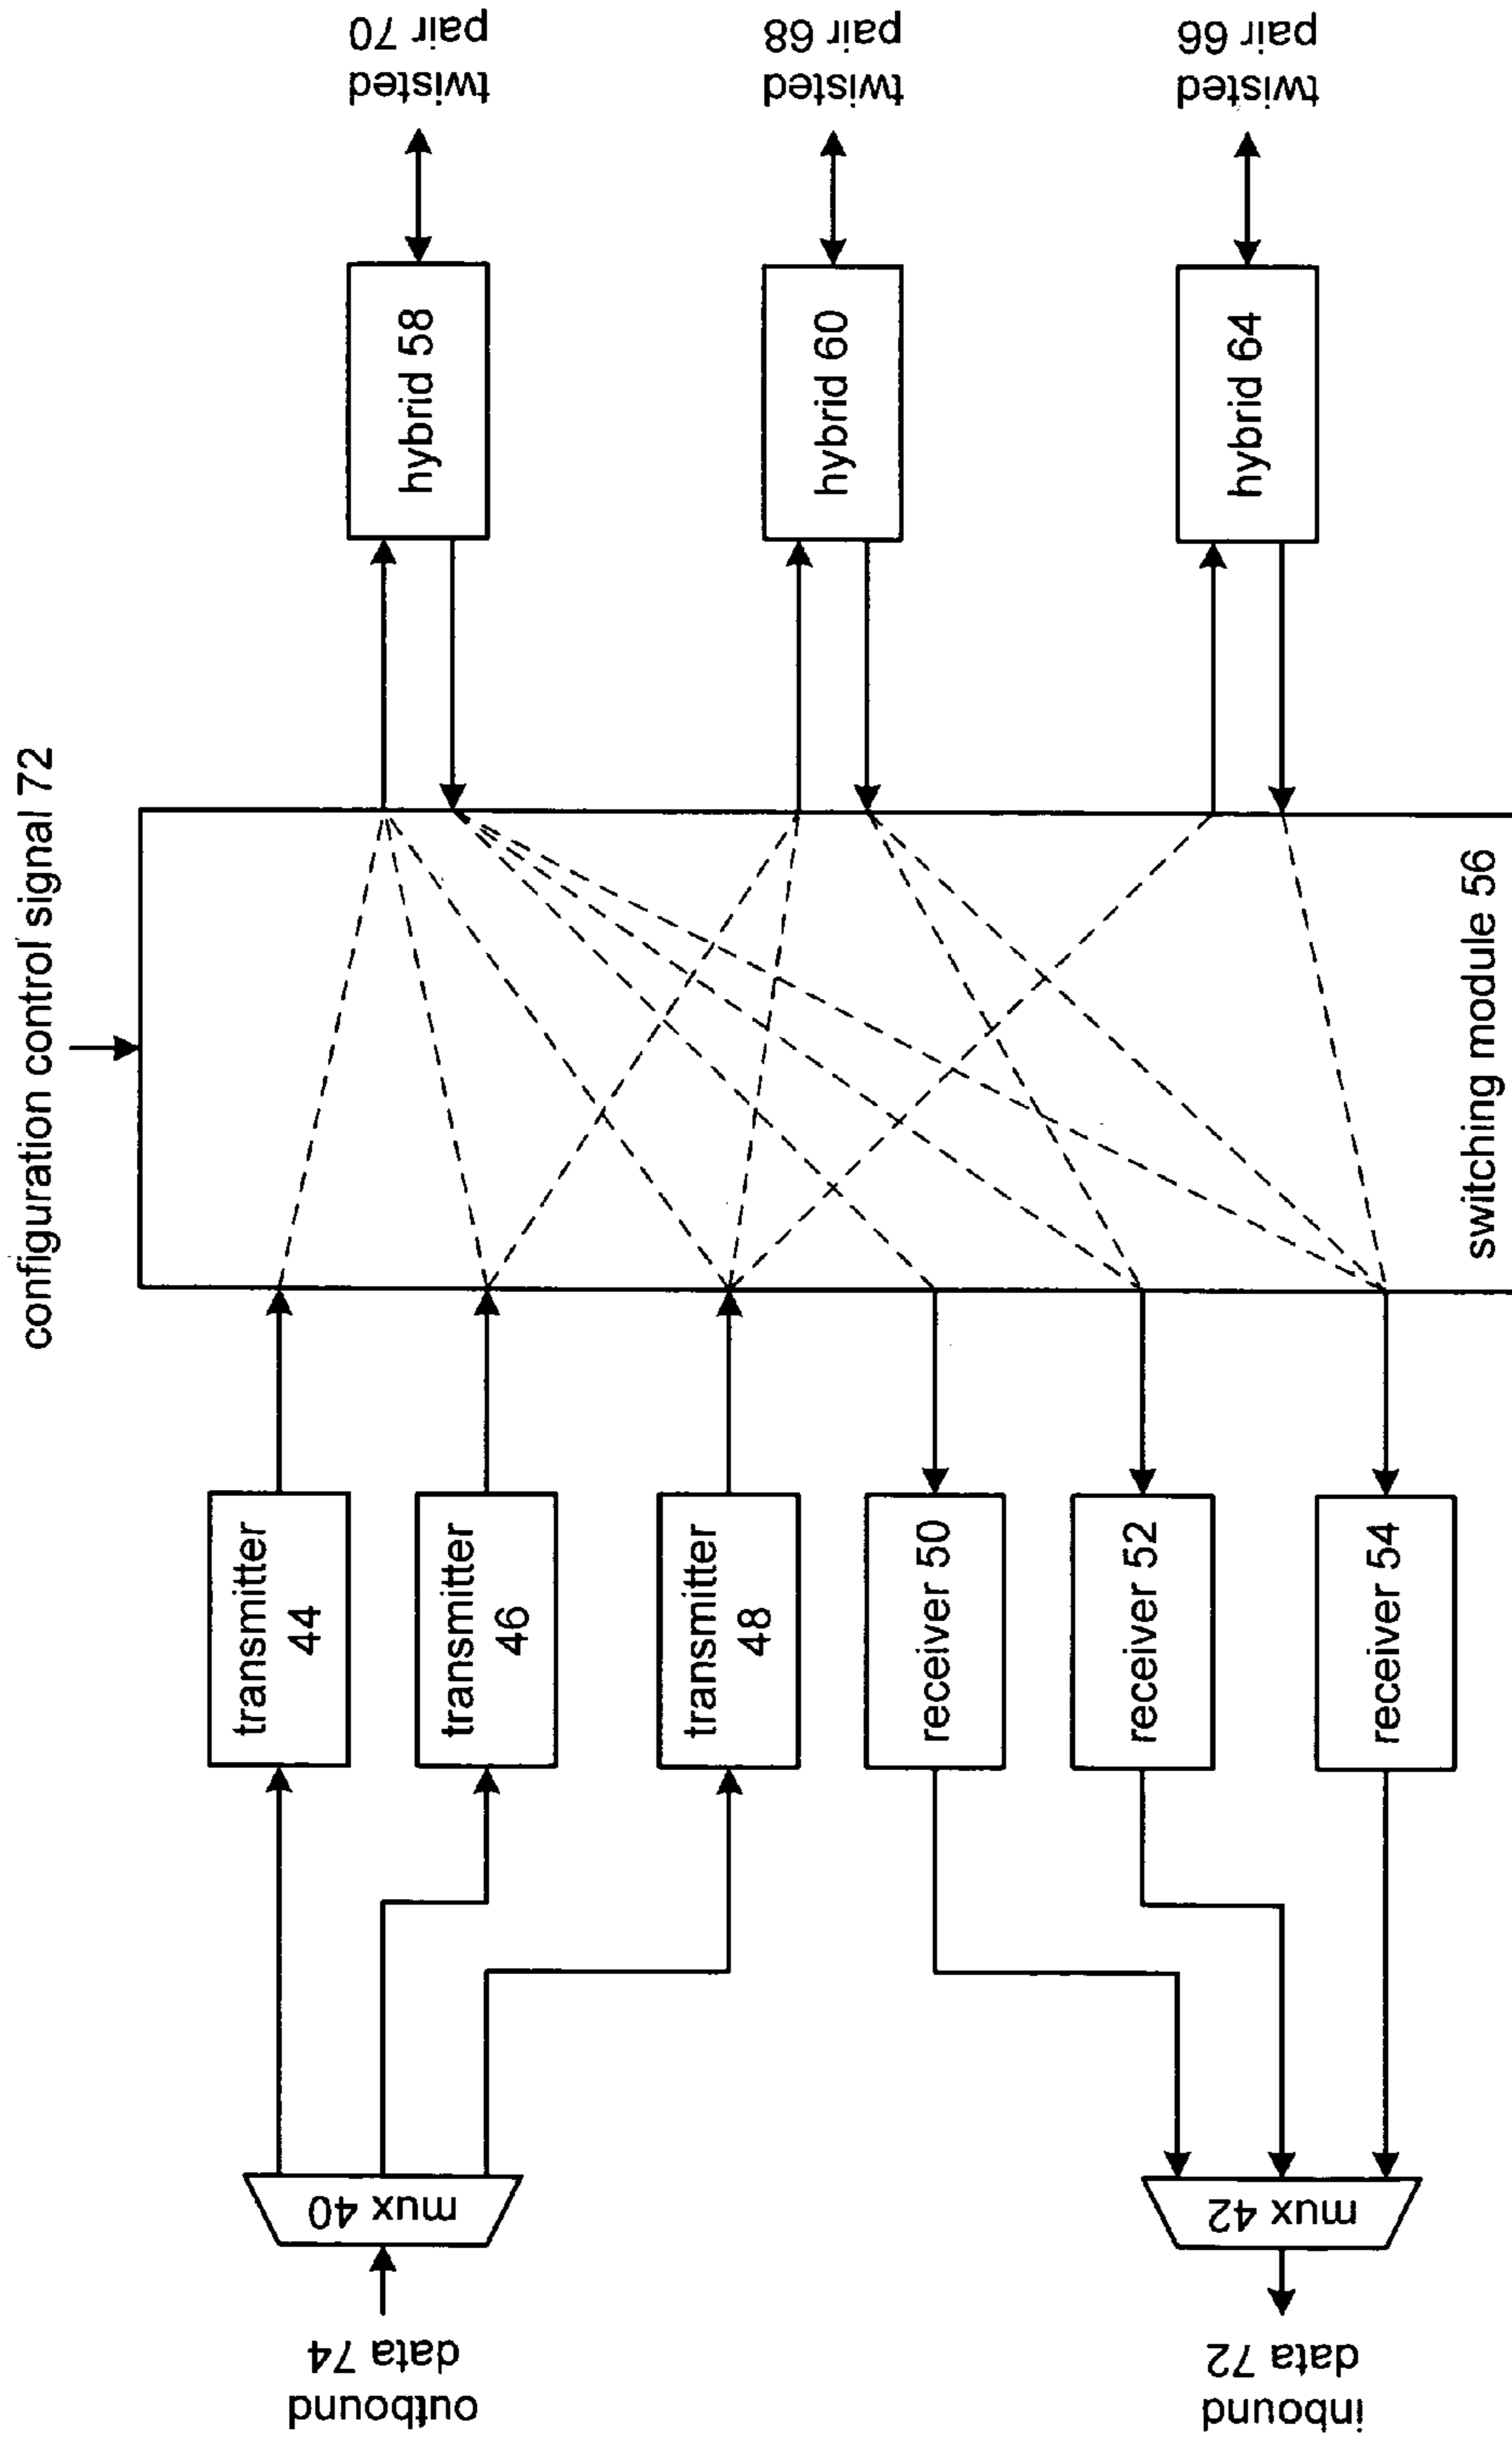 configuration control signal 72
twisted
pair 70
twisted
pair 68
twisted
pair 66
hybrid 58
hybrid 60
hybrid 64
switching module 56
transmitter
44
transmitter
46
transmitter
48
receiver 50
receiver 52
receiver 54
mux 40
mux 42
outbound
data 74
inbound
data 72